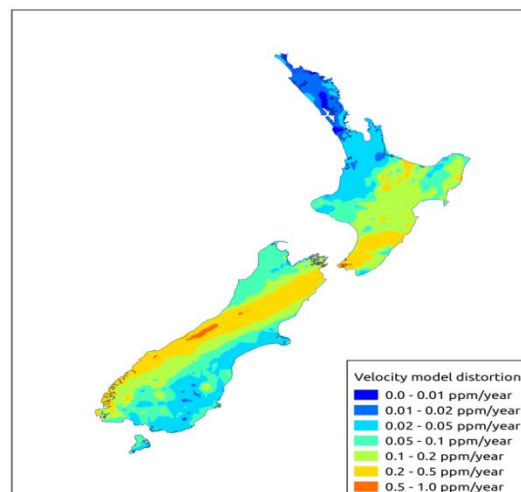 Velocity model distortion
0.0 - 0.01 ppm/year
0.01 - 0.02 ppm/year
0.02 - 0.05 ppm/year
0.05 - 0.1 ppm/year
0.1 - 0.2 ppm/year
0.2 - 0.5 ppm/year
0.5 - 1.0 ppm/year